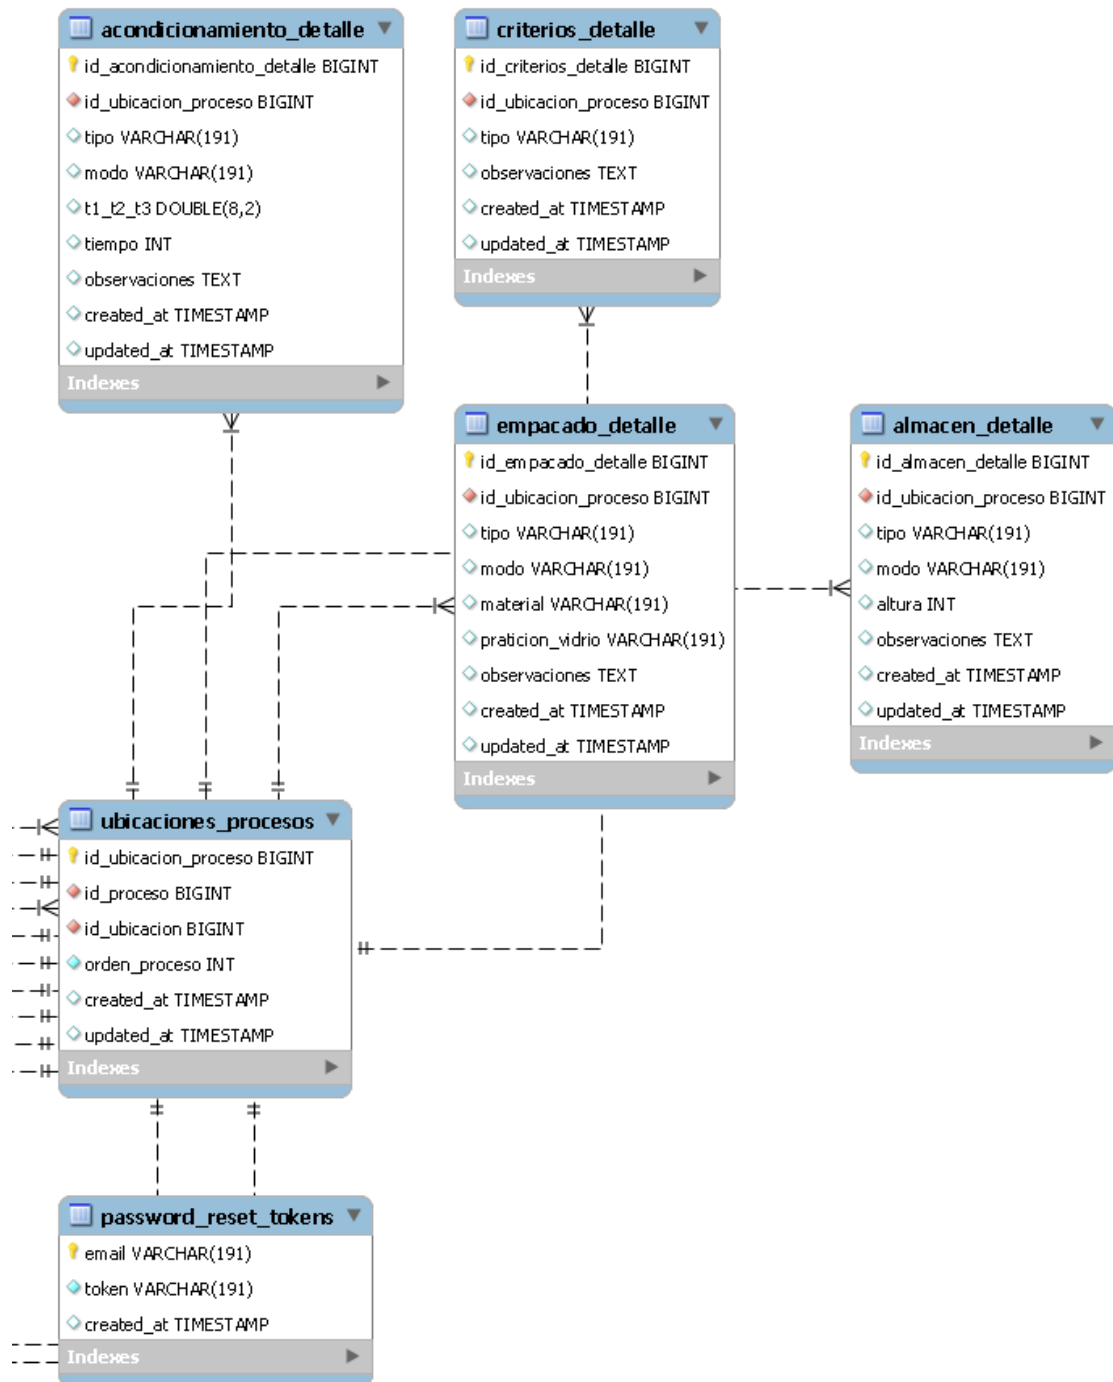 acondicionamiento_detalle
id_acondicionamiento_detalle BIGINT
id_ubicacion_proceso BIGINT
tipo VARCHAR(191)
modo VARCHAR(191)
t1_t2_t3 DOUBLE(8,2)
tiempo INT
observaciones TEXT
created_at TIMESTAMP
updated_at TIMESTAMP
Indexes
criterios_detalle
id_criterios_detalle BIGINT
id_ubicacion_proceso BIGINT
tipo VARCHAR(191)
observaciones TEXT
created_at TIMESTAMP
updated_at TIMESTAMP
Indexes
empacado_detalle
id_empacado_detalle BIGINT
id_ubicacion_proceso BIGINT
tipo VARCHAR(191)
modo VARCHAR(191)
material VARCHAR(191)
praticion_vidrio VARCHAR(191)
observaciones TEXT
created_at TIMESTAMP
updated_at TIMESTAMP
Indexes
almacen_detalle
id_almacen_detalle BIGINT
id_ubicacion_proceso BIGINT
tipo VARCHAR(191)
modo VARCHAR(191)
altura INT
observaciones TEXT
created_at TIMESTAMP
updated_at TIMESTAMP
Indexes
ubicaciones_procesos
id_ubicacion_proceso BIGINT
id_proceso BIGINT
id_ubicacion BIGINT
orden_proceso INT
created_at TIMESTAMP
updated_at TIMESTAMP
Indexes
password_reset_tokens
email VARCHAR(191)
token VARCHAR(191)
created_at TIMESTAMP
Indexes